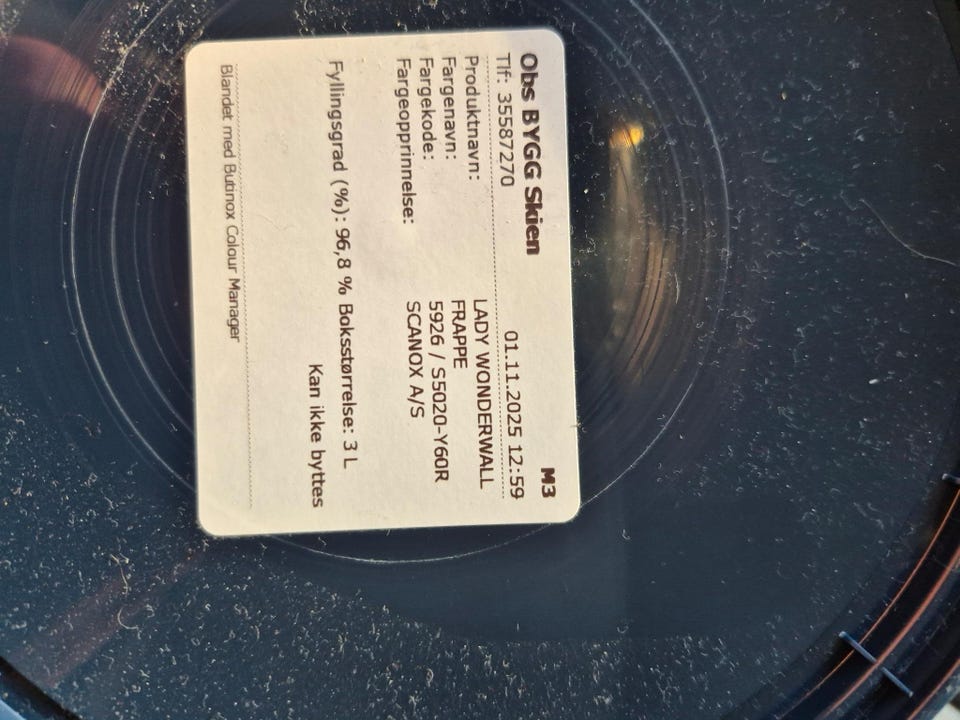 Obs BYGG Skien M3
Tlf: 35587270 01.11.2025 12:59
Produktnavn: LADY WONDERWALL
Fargenavn: FRAPPE
Fargekode: 5926 / S5020-Y60R
Fargeopprinnelse: SCANOX A/S
Fyllingsgrad (%): 96,8 % Boksstørrelse: 3 L
Kan ikke byttes
Blandet med Butinox Colour Manager